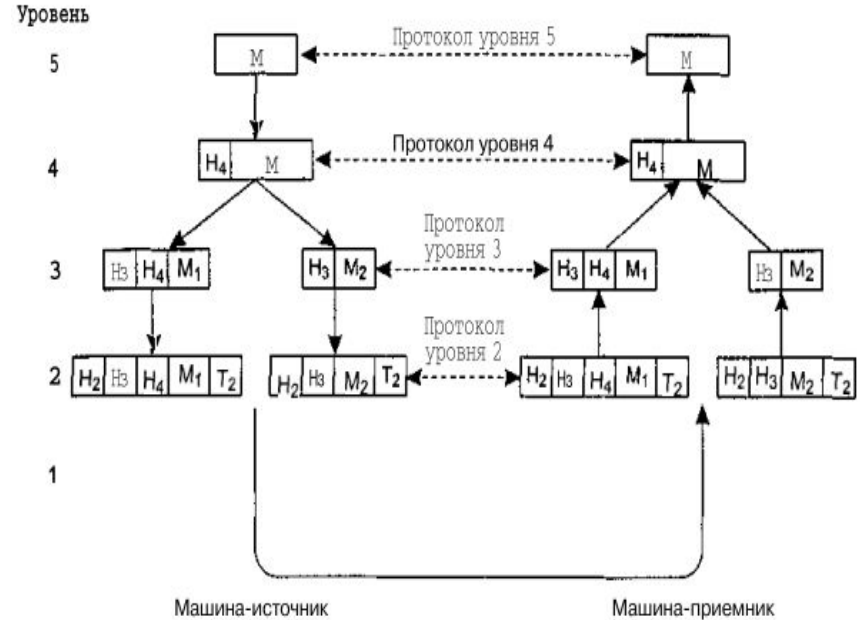 Уровень
5
M
Протокол уровня 5
M
4
H4 M
Протокол уровня 4
H4 M
3
H3 H4 M1
H3 M2
Протокол
уровня 3
H3 H4 M1
H3 M2
2
H2 H3 H4 M1 T2
H2 H3 M2 T2
Протокол
уровня 2
H2 H3 H4 M1 T2
H2 H3 M2 T2
1
Машина-источник
Машина-приемник